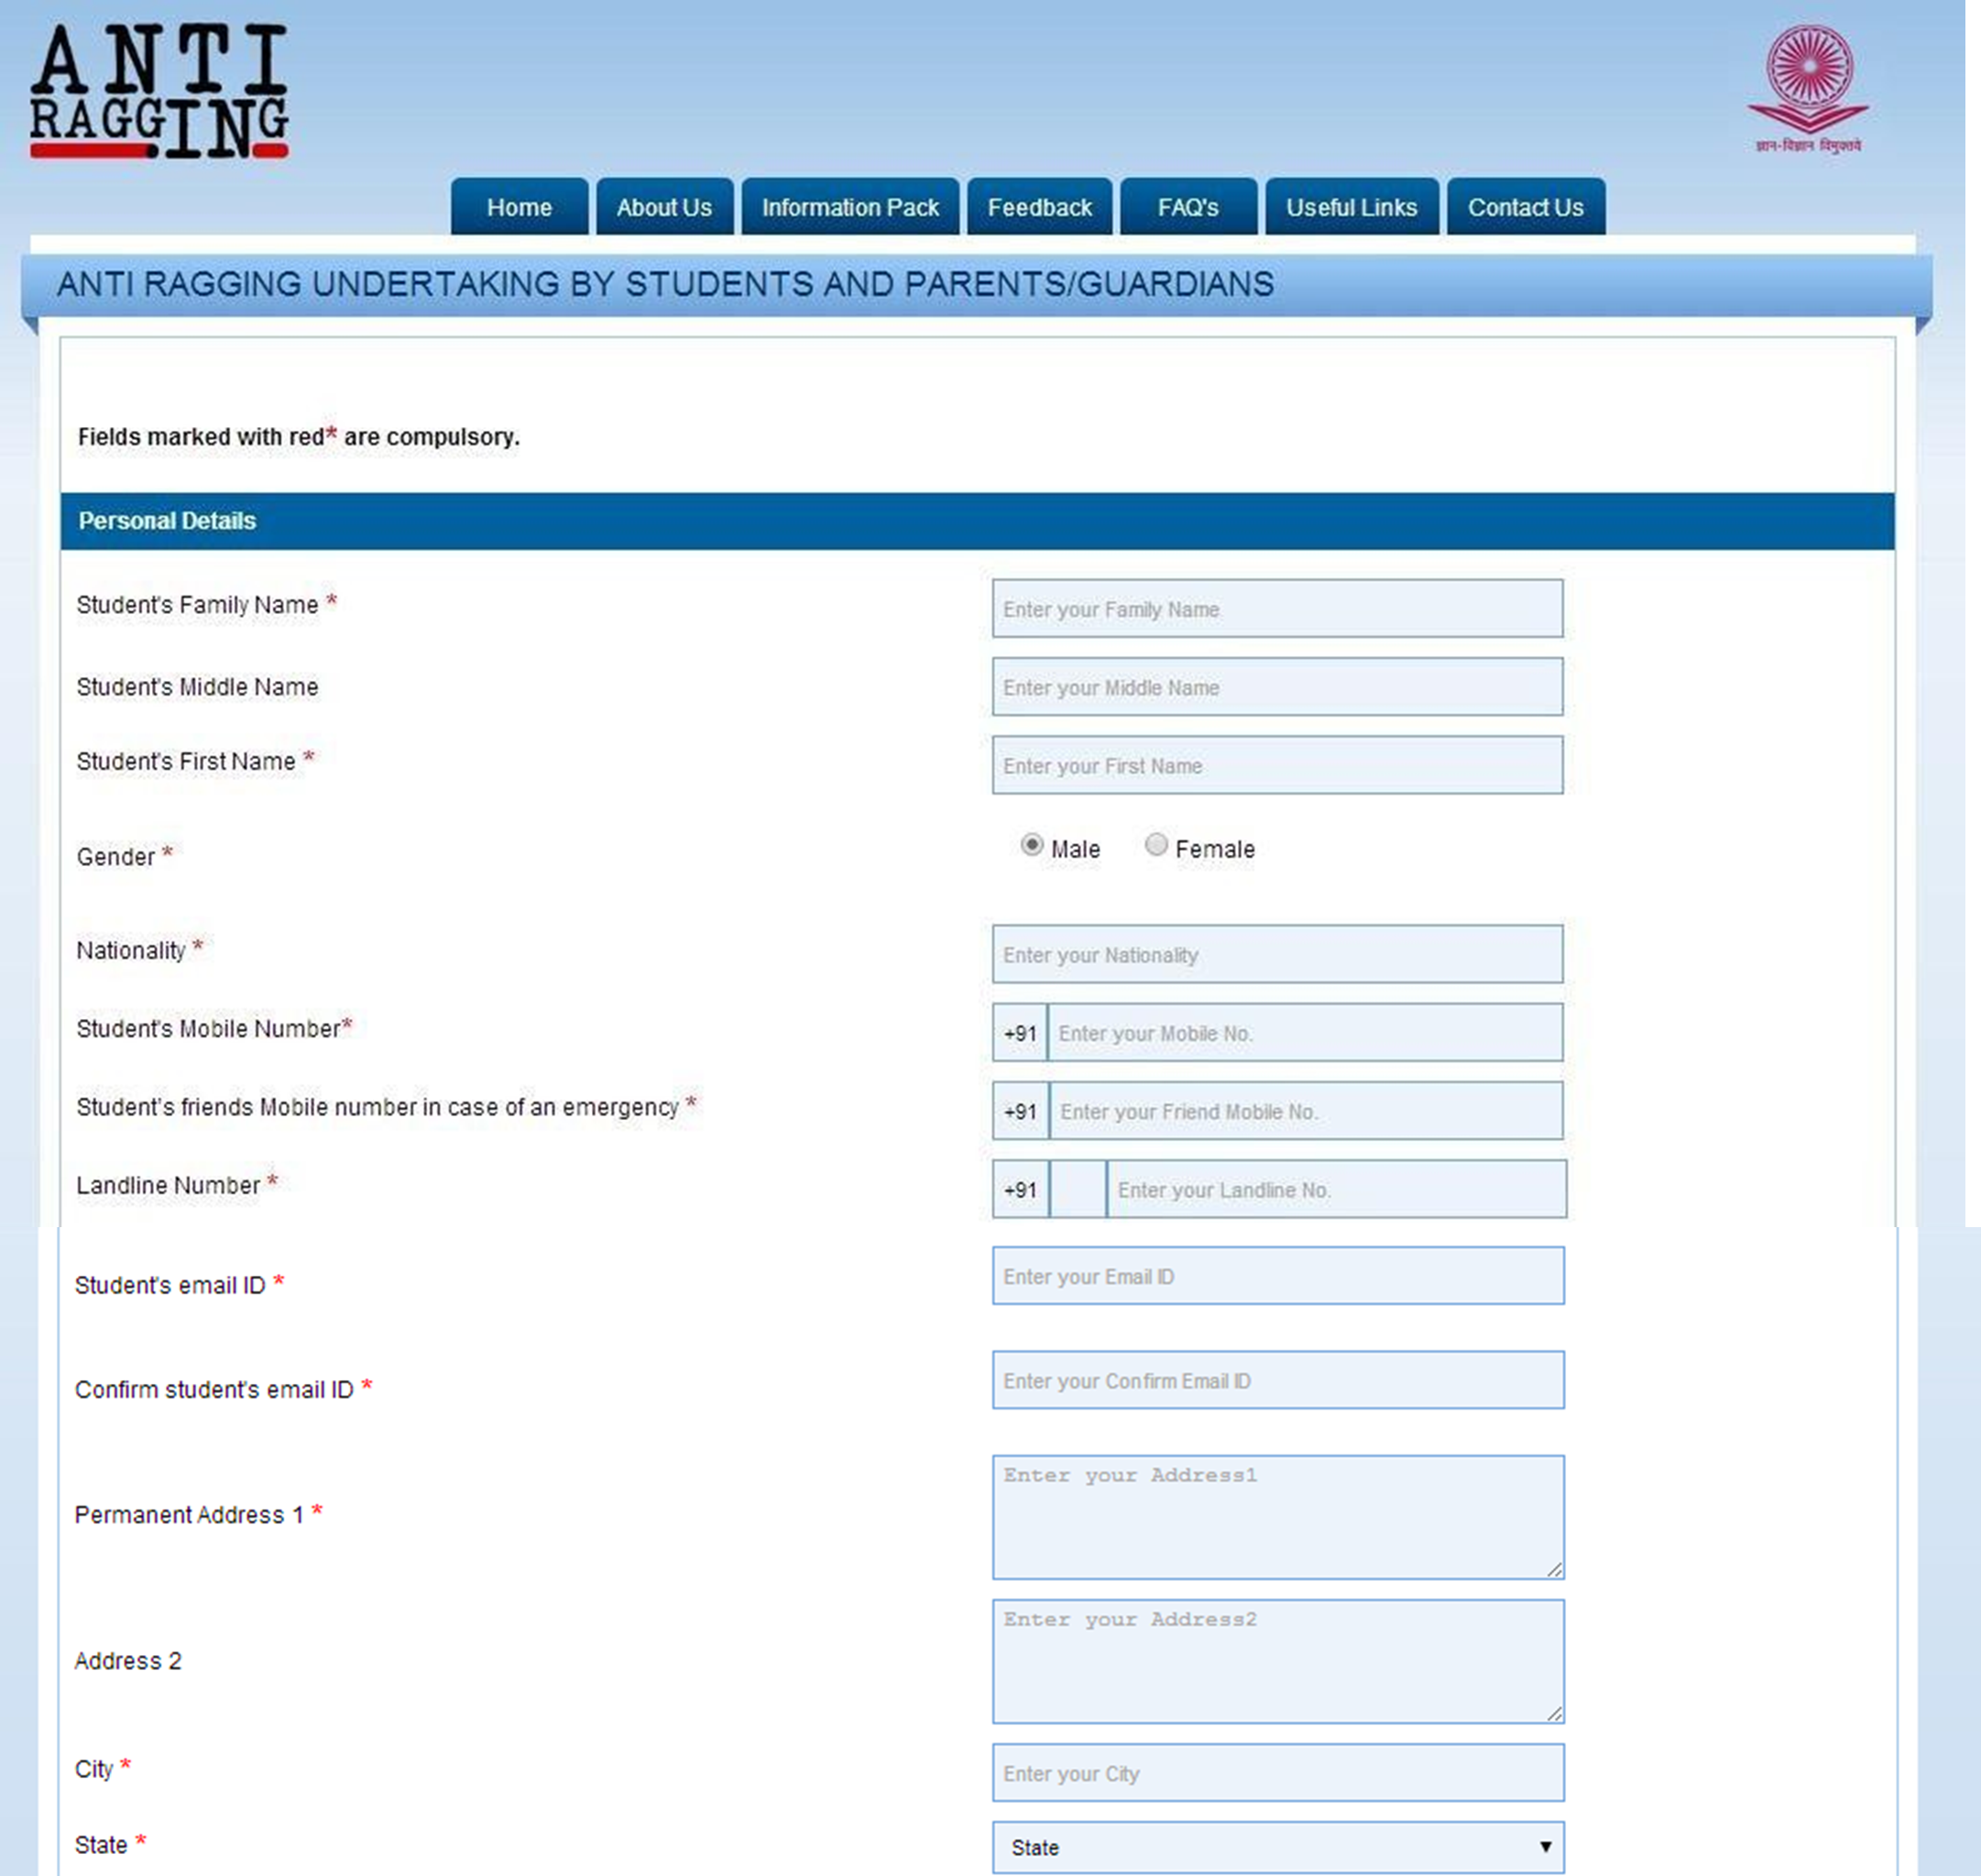 ANTI
RAGGING
ज्ञान-विज्ञान विमुक्तये
Home About Us Information Pack Feedback FAQ's Useful Links Contact Us
ANTI RAGGING UNDERTAKING BY STUDENTS AND PARENTS/GUARDIANS
Fields marked with red* are compulsory.
Personal Details
Student's Family Name * Enter your Family Name
Student's Middle Name Enter your Middle Name
Student's First Name * Enter your First Name
Gender * Male Female
Nationality * Enter your Nationality
Student's Mobile Number* +91 Enter your Mobile No.
Student's friends Mobile number in case of an emergency * +91 Enter your Friend Mobile No.
Landline Number * +91 Enter your Landline No.
Student's email ID * Enter your Email ID
Confirm student's email ID * Enter your Confirm Email ID
Permanent Address 1 * Enter your Address1
Address 2 Enter your Address2
City * Enter your City
State * State